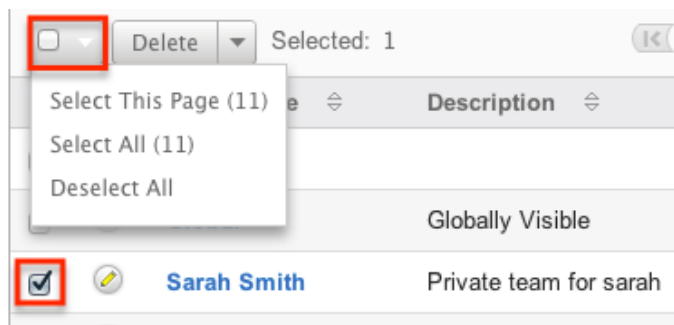 Delete Selected: 1
Select This Page (11)
e Description
Select All (11)
Deselect All
Globally Visible
Sarah Smith Private team for sarah